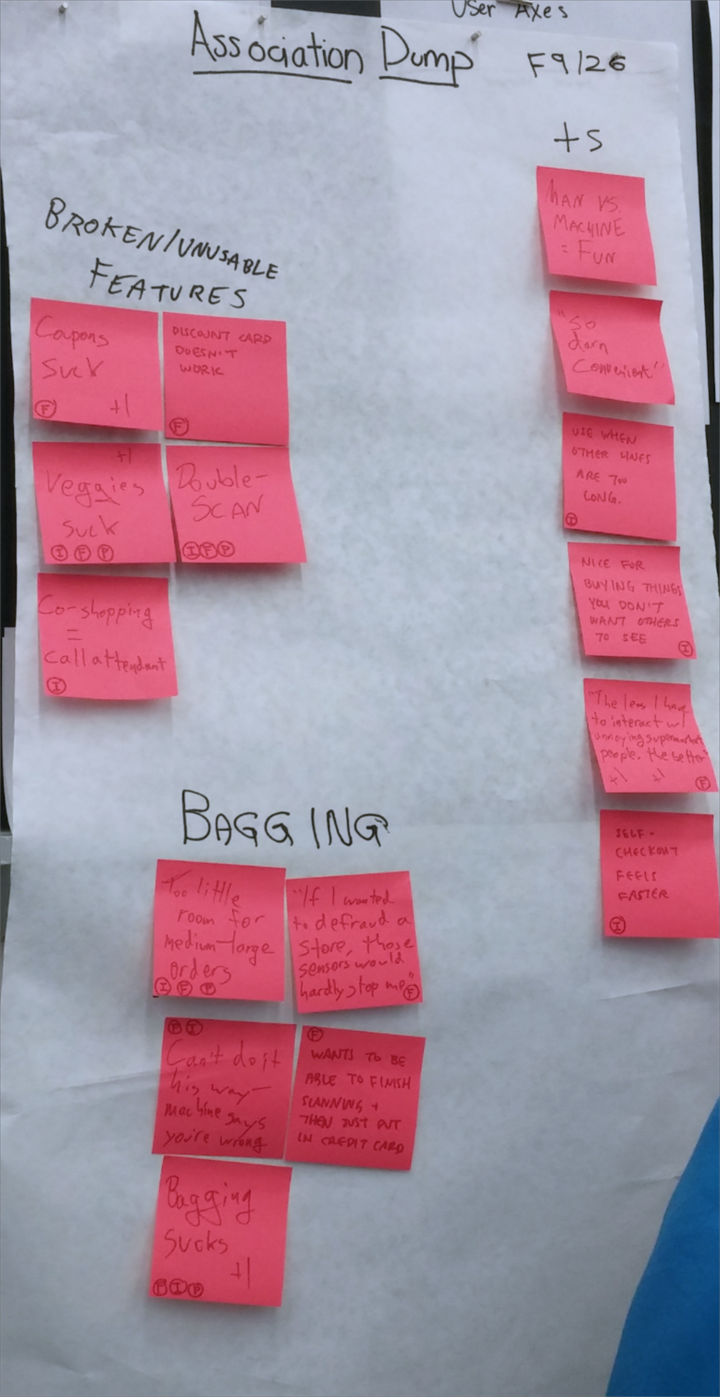 User Axes
Association Dump F 9/26
+s
MAN VS.
MACHINE
= FUN
"So
darn
Convenient"
USE WHEN
OTHER LINES
ARE TOO
LONG.
I
NICE FOR
BUYING THINGS
YOU DON'T
WANT OTHERS
TO SEE
I
"The less I have
to interact w/
annoying supermarket
people, the better"
+1 +1 F
SELF-
CHECKOUT
FEELS
FASTER
I
BROKEN/UNUSABLE
FEATURES
Coupons
Suck
F +1
DISCOUNT CARD
DOESN'T
WORK
F
+1
Veggies
suck
I F P
Double-
SCAN
I F P
Co-shopping
=
call attendant
I
BAGGING
Too little
room for
medium-large
orders
I F P
"If I wanted
to defraud a
store, those
sensors would
hardly stop me"
F
P I
Can't do it
his way—
machine says
you're wrong
F
WANTS TO BE
ABLE TO FINISH
SCANNING +
THEN JUST PUT
IN CREDIT CARD
Bagging
Sucks
+1
F I P